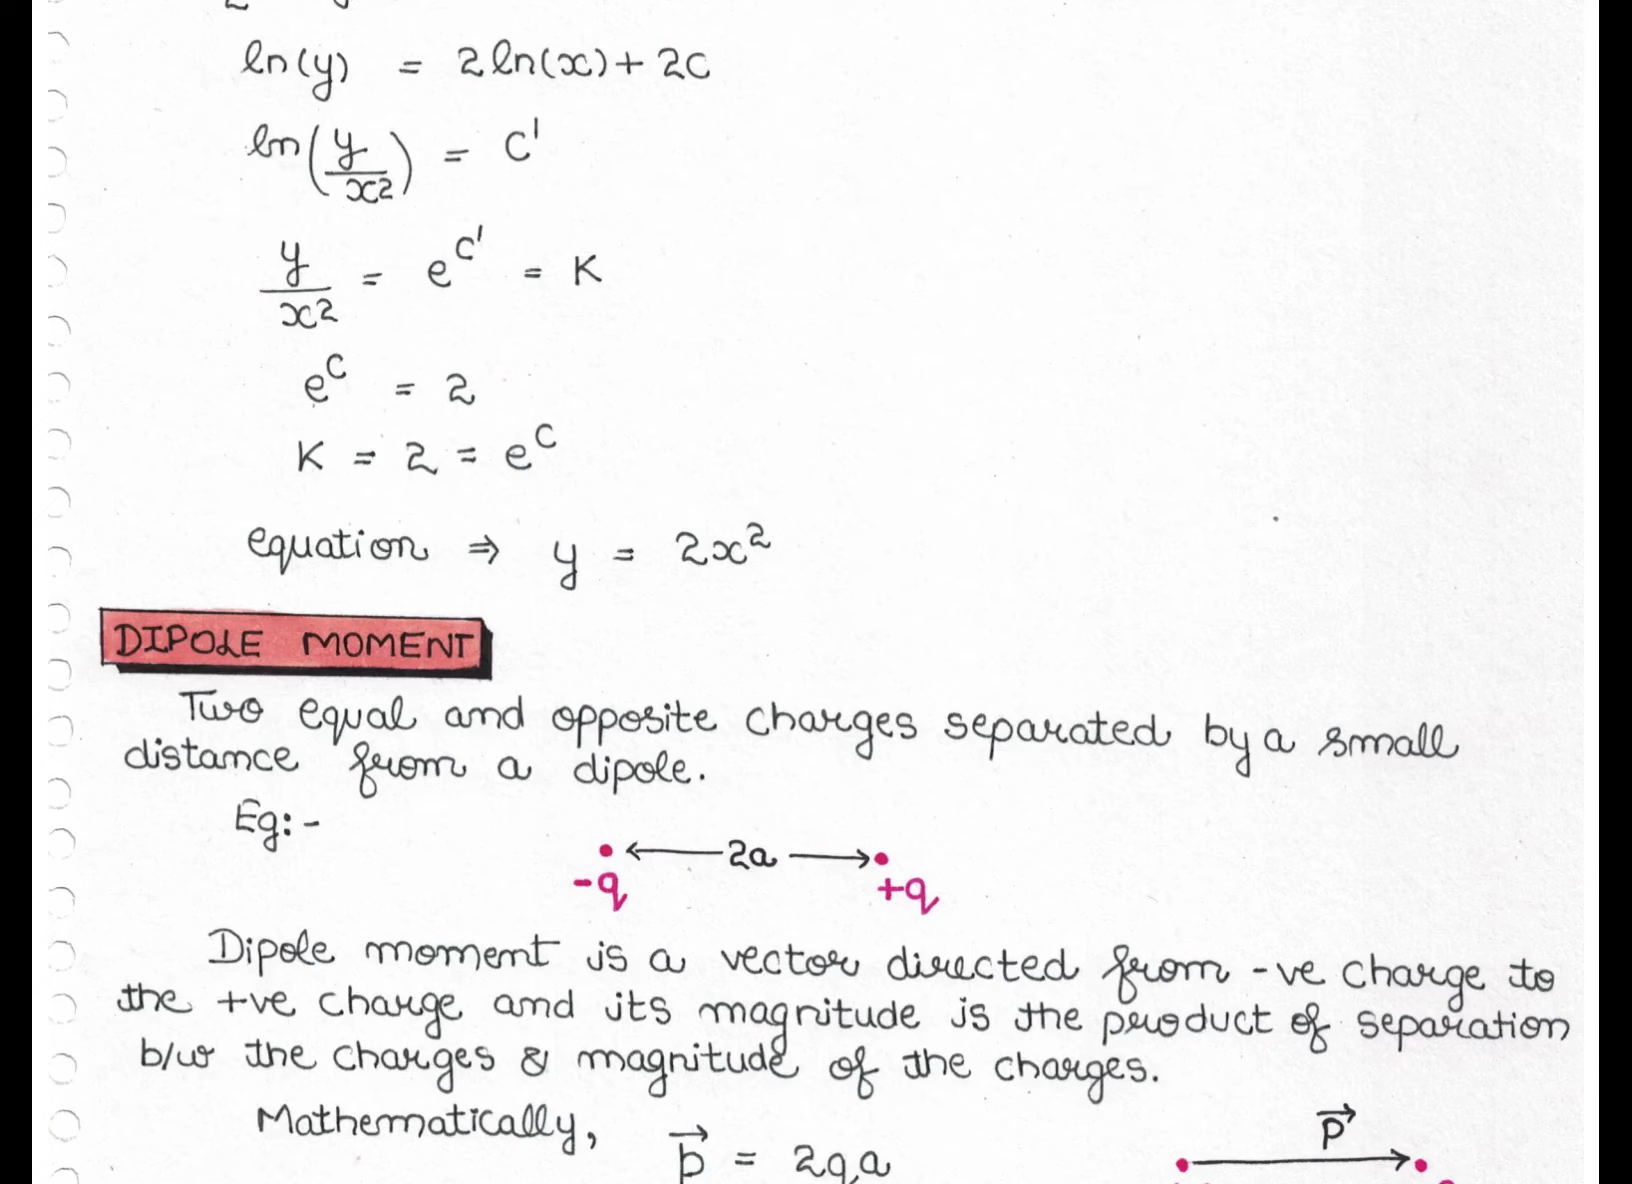 ln(y) = 2ln(x) + 2C
ln(y/x²) = C'
y/x² = e^C' = K
e^C = 2
K = 2 = e^C
equation ⇒ y = 2x²
DIPOLE MOMENT
Two equal and opposite charges separated by a small
distance from a dipole.
Eg:-
2a
-q +q
Dipole moment is a vector directed from -ve charge to
the +ve charge and its magnitude is the product of separation
b/w the charges & magnitude of the charges.
Mathematically, p⃗ = 2qa
P⃗